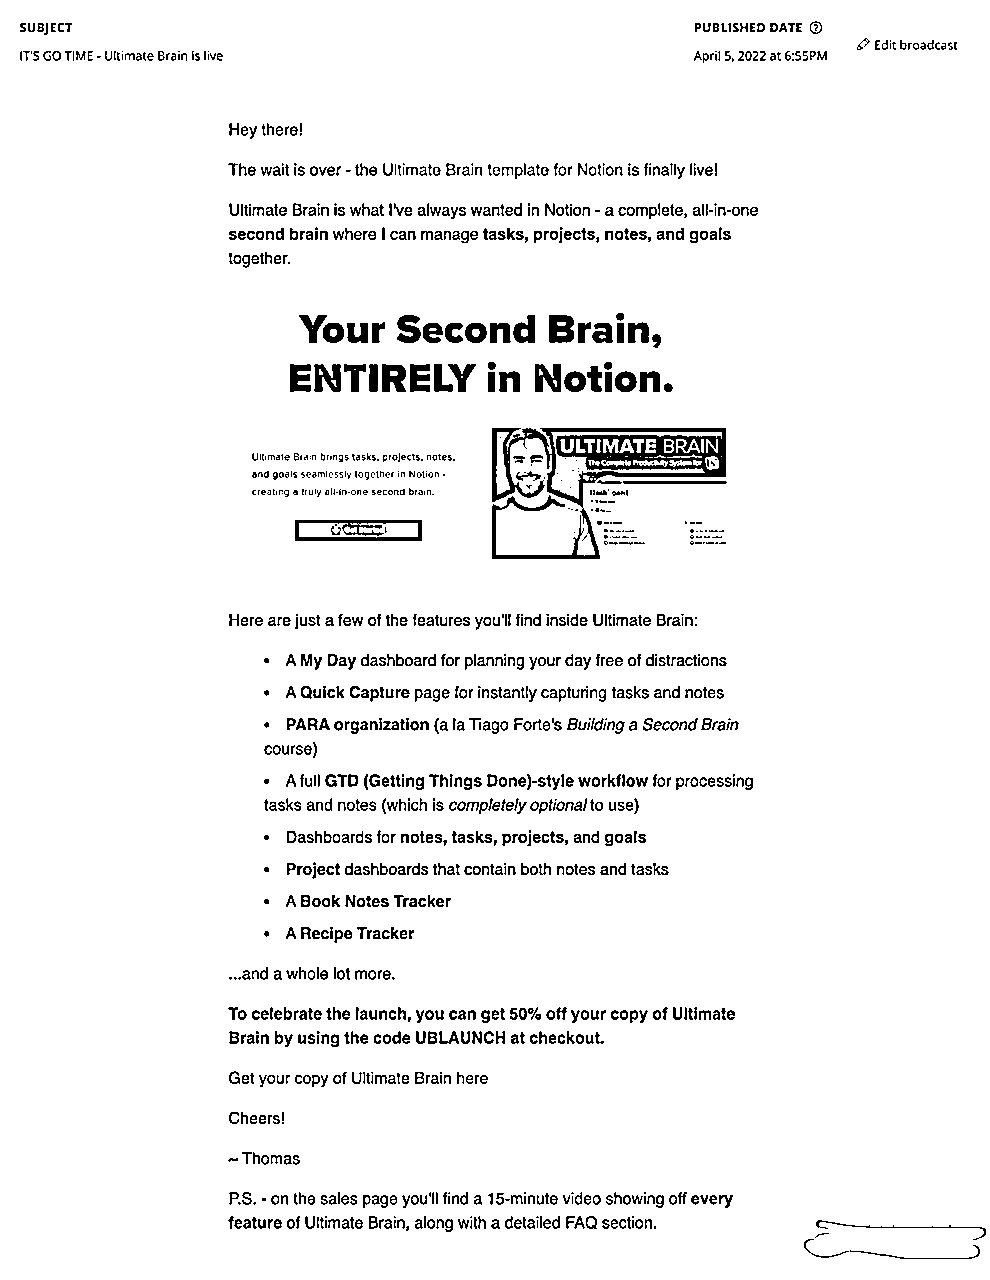 SUBJECT
PUBLISHED DATE
IT'S GO TIME - Ultimate Brain is live
April 5, 2022 at 6:55PM
Edit broadcast
Hey there!
The wait is over - the Ultimate Brain template for Notion is finally live!
Ultimate Brain is what I've always wanted in Notion - a complete, all-in-one
second brain where I can manage tasks, projects, notes, and goals
together.
Your Second Brain,
ENTIRELY in Notion.
Ultimate Brain brings tasks, projects, notes,
and goals seamlessly together in Notion -
creating a truly all-in-one second brain.
ULTIMATE BRAIN
The Complete Productivity System for
Here are just a few of the features you'll find inside Ultimate Brain:
• A My Day dashboard for planning your day free of distractions
• A Quick Capture page for instantly capturing tasks and notes
• PARA organization (a la Tiago Forte's Building a Second Brain
course)
• A full GTD (Getting Things Done)-style workflow for processing
tasks and notes (which is completely optional to use)
• Dashboards for notes, tasks, projects, and goals
• Project dashboards that contain both notes and tasks
• A Book Notes Tracker
• A Recipe Tracker
...and a whole lot more.
To celebrate the launch, you can get 50% off your copy of Ultimate
Brain by using the code UBLAUNCH at checkout.
Get your copy of Ultimate Brain here
Cheers!
~ Thomas
P.S. - on the sales page you'll find a 15-minute video showing off every
feature of Ultimate Brain, along with a detailed FAQ section.